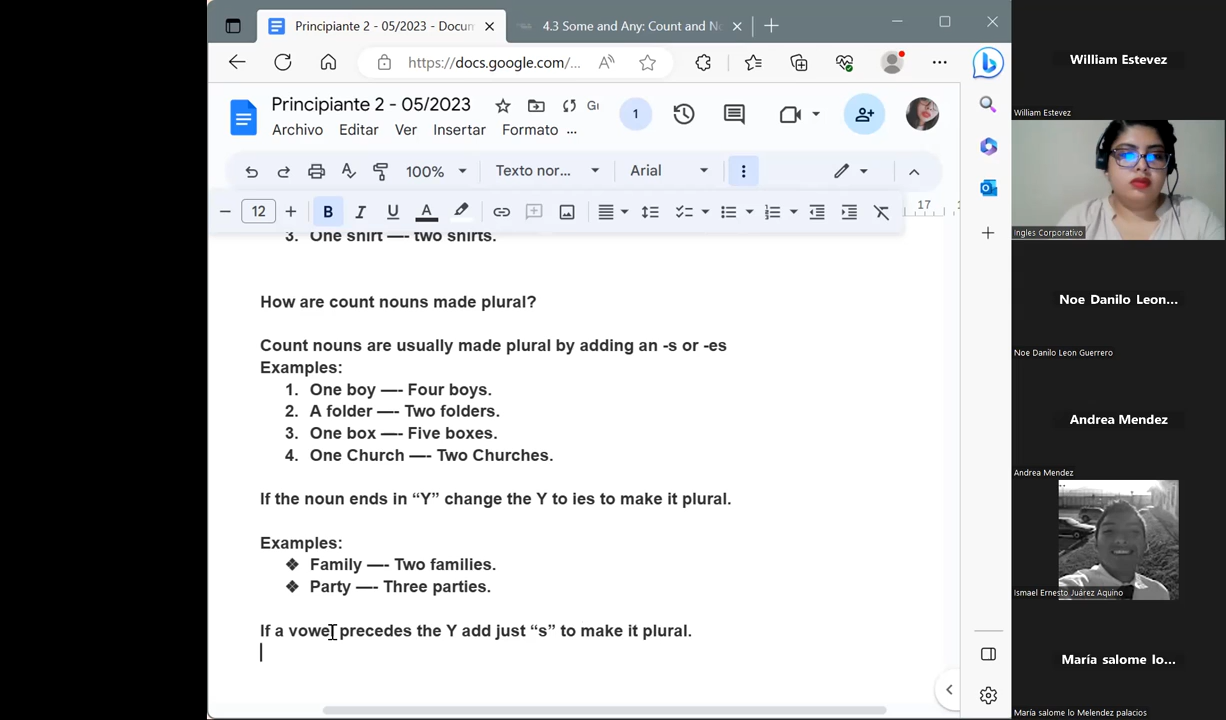 Principiante 2 - 05/2023 - Docum
4.3 Some and Any: Count and No
https://docs.google.com/...
Principiante 2 - 05/2023
1
Archivo Editar Ver Insertar Formato ...
100% Texto nor... Arial
12
17
3. One shirt —- two shirts.
How are count nouns made plural?
Count nouns are usually made plural by adding an -s or -es
Examples:
1. One boy —- Four boys.
2. A folder —- Two folders.
3. One box —- Five boxes.
4. One Church —- Two Churches.
If the noun ends in “Y” change the Y to ies to make it plural.
Examples:
❖ Family —- Two families.
❖ Party —- Three parties.
If a vowel precedes the Y add just “s” to make it plural.
William Estevez
William Estevez
Ingles Corporativo
Noe Danilo Leon...
Noe Danilo Leon Guerrero
Andrea Mendez
Andrea Mendez
Ismael Ernesto Juárez Aquino
María salome lo...
María salome lo Melendez palacios